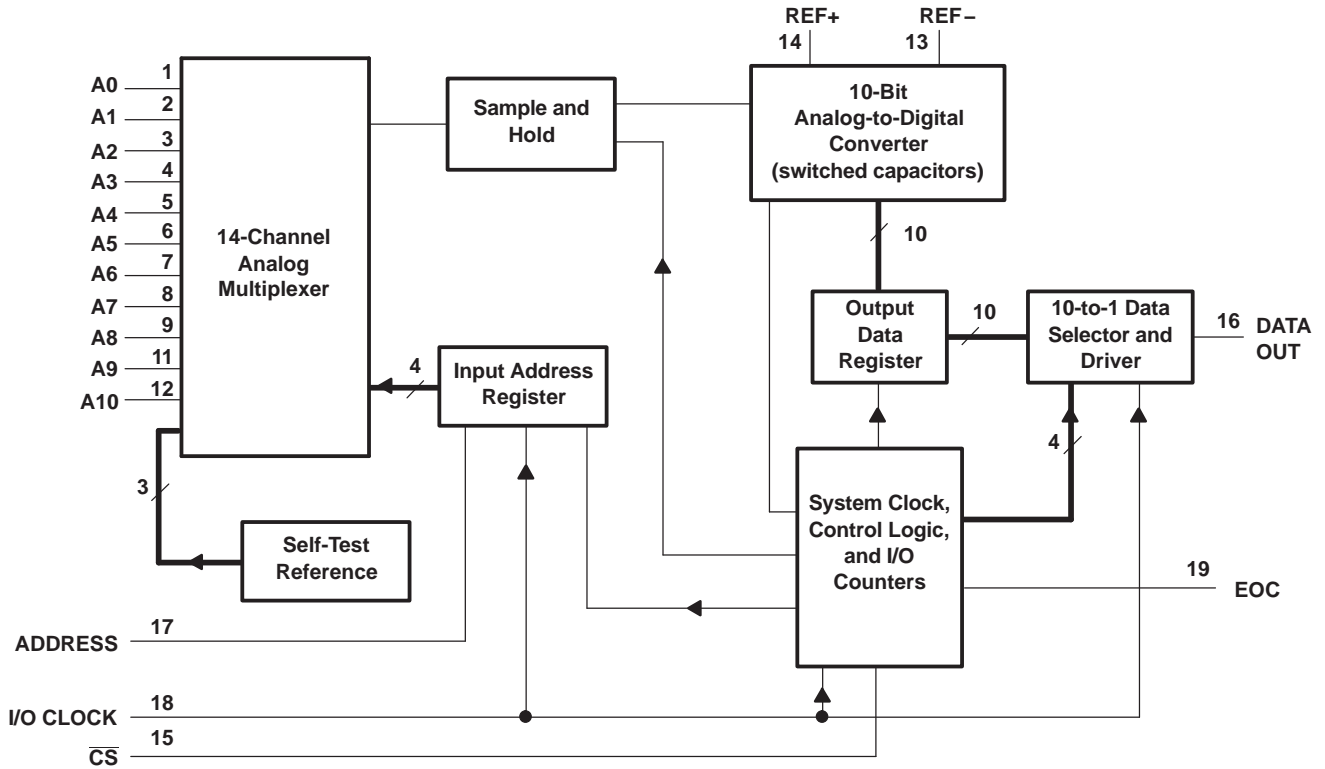 REF+
REF–
14
13
A0
1
A1
2
A2
3
A3
4
A4
5
A5
6
A6
7
A7
8
A8
9
A9
11
A10
12
14-Channel
Analog
Multiplexer
Sample and
Hold
10-Bit
Analog-to-Digital
Converter
(switched capacitors)
10
Output
Data
Register
10
10-to-1 Data
Selector and
Driver
16
DATA
OUT
4
Input Address
Register
3
Self-Test
Reference
4
System Clock,
Control Logic,
and I/O
Counters
19
EOC
ADDRESS
17
I/O CLOCK
18
CS
15